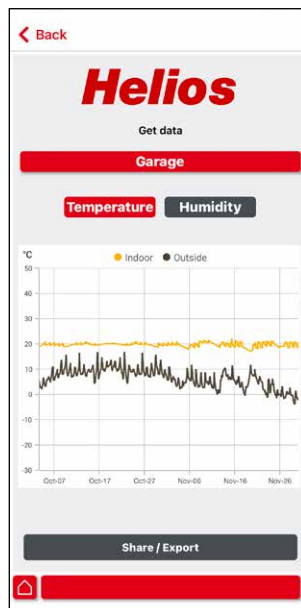 Back
Helios
Get data
Garage
Temperature Humidity
°C Indoor Outside
50
40
30
20
10
0
-10
-20
-30
Oct-07 Oct-17 Oct-27 Nov-06 Nov-16 Nov-26
Share / Export